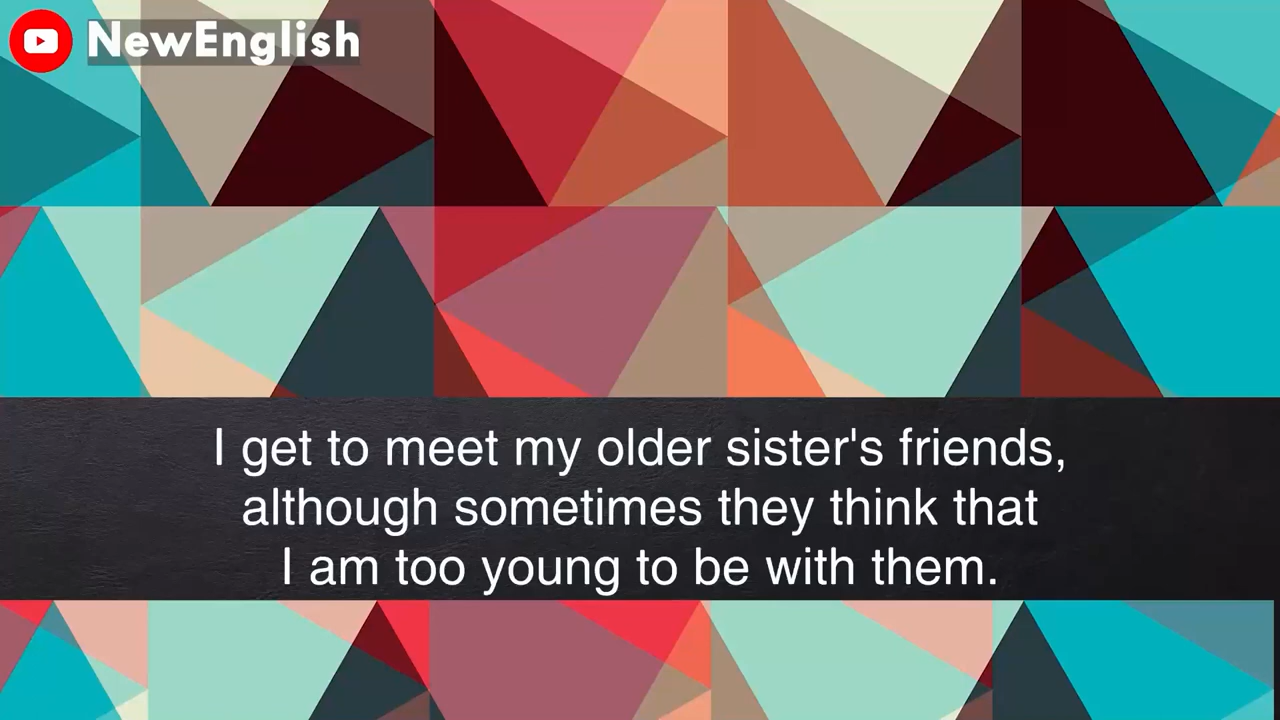 NewEnglish
I get to meet my older sister's friends,
although sometimes they think that
I am too young to be with them.